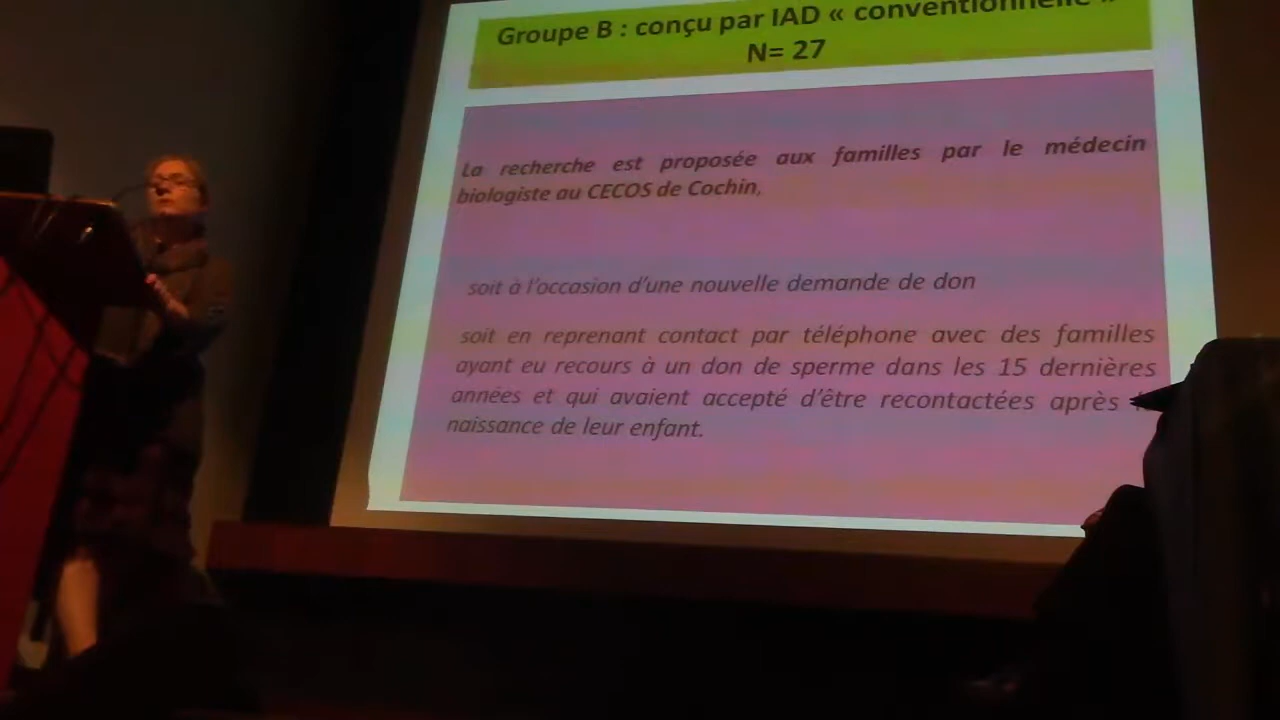 Groupe B : conçu par IAD « conventionnelle »
N= 27
La recherche est proposée aux familles par le médecin
biologiste au CECOS de Cochin,
soit à l'occasion d'une nouvelle demande de don
soit en reprenant contact par téléphone avec des familles
ayant eu recours à un don de sperme dans les 15 dernières
années et qui avaient accepté d'être recontactées après
naissance de leur enfant.